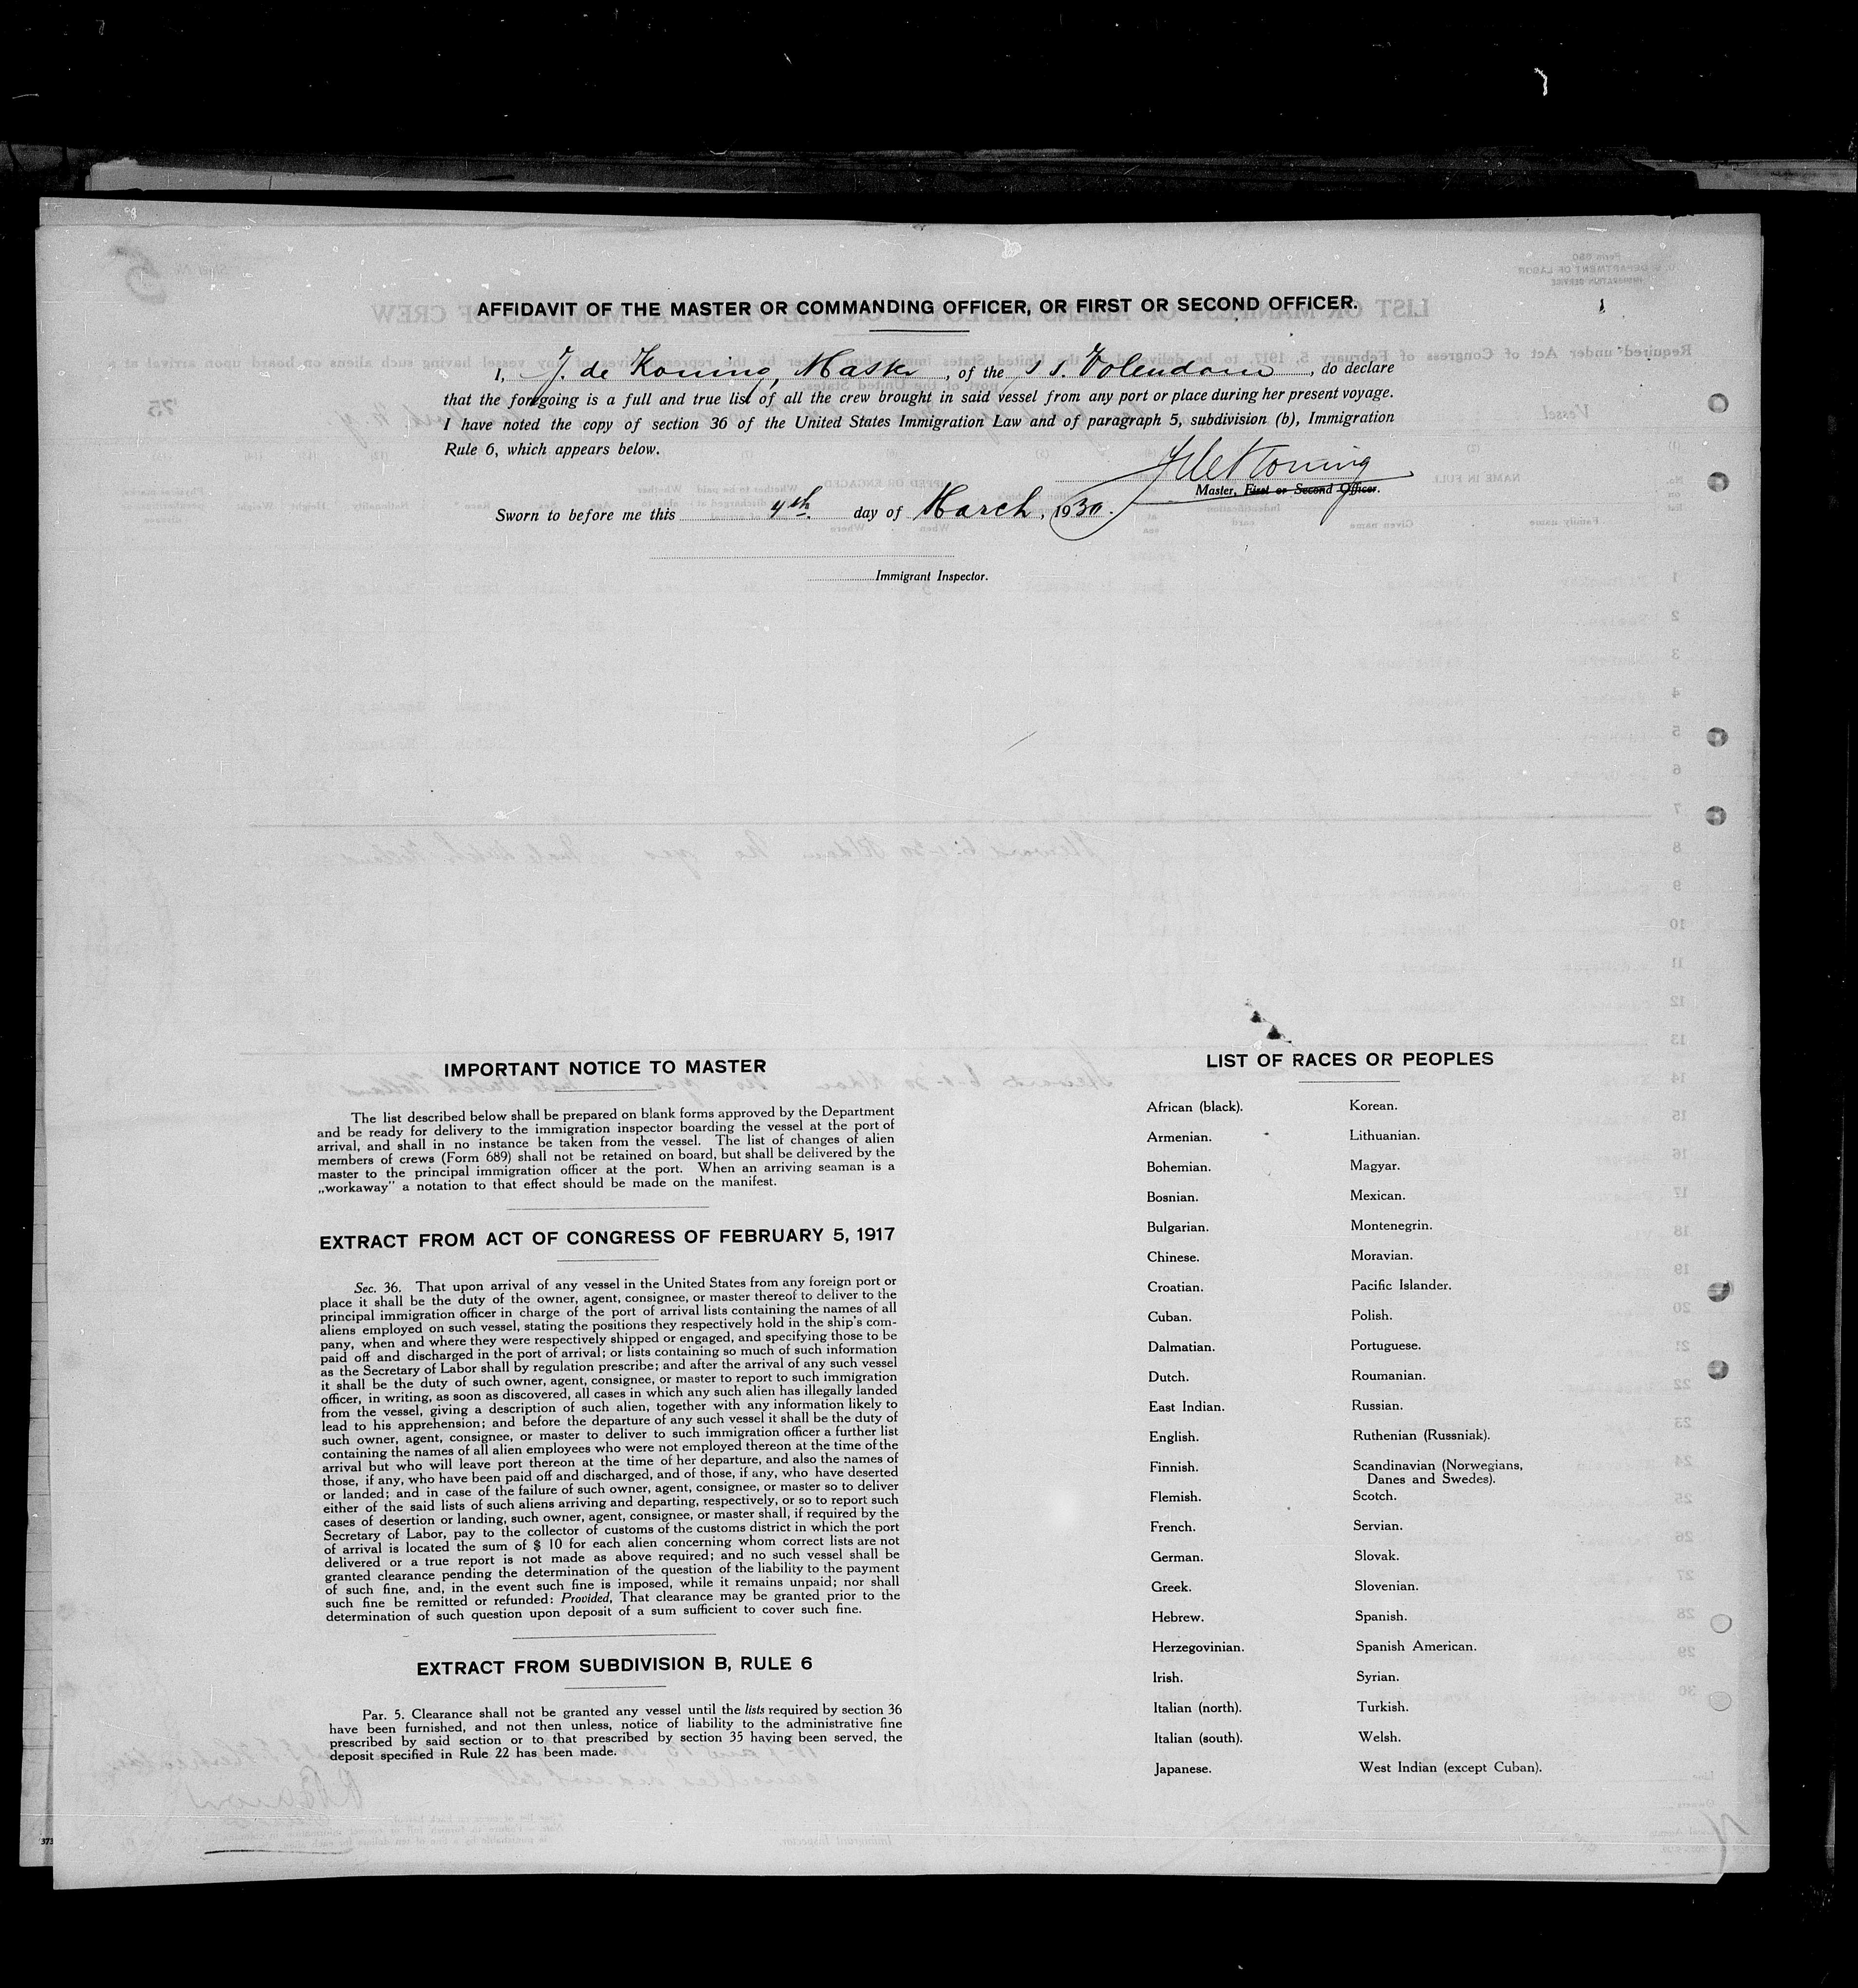 AFFIDAVIT OF THE MASTER OR COMMANDING OFFICER, OR FIRST OR SECOND OFFICER.
I, J. de Koning, Master, of the S S. Volendam, do declare
that the foregoing is a full and true list of all the crew brought in said vessel from any port or place during her present voyage.
I have noted the copy of section 36 of the United States Immigration Law and of paragraph 5, subdivision (b), Immigration
Rule 6, which appears below.
J de Koning
Master, First or Second Officer.
Sworn to before me this 4th. day of March, 1930.
Immigrant Inspector.
IMPORTANT NOTICE TO MASTER
The list described below shall be prepared on blank forms approved by the Department
and be ready for delivery to the immigration inspector boarding the vessel at the port of
arrival, and shall in no instance be taken from the vessel. The list of changes of alien
members of crews (Form 689) shall not be retained on board, but shall be delivered by the
master to the principal immigration officer at the port. When an arriving seaman is a
„workaway” a notation to that effect should be made on the manifest.
EXTRACT FROM ACT OF CONGRESS OF FEBRUARY 5, 1917
Sec. 36. That upon arrival of any vessel in the United States from any foreign port or
place it shall be the duty of the owner, agent, consignee, or master thereof to deliver to the
principal immigration officer in charge of the port of arrival lists containing the names of all
aliens employed on such vessel, stating the positions they respectively hold in the ship's com-
pany, when and where they were respectively shipped or engaged, and specifying those to be
paid off and discharged in the port of arrival; or lists containing so much of such information
as the Secretary of Labor shall by regulation prescribe; and after the arrival of any such vessel
it shall be the duty of such owner, agent, consignee, or master to report to such immigration
officer, in writing, as soon as discovered, all cases in which any such alien has illegally landed
from the vessel, giving a description of such alien, together with any information likely to
lead to his apprehension; and before the departure of any such vessel it shall be the duty of
such owner, agent, consignee, or master to deliver to such immigration officer a further list
containing the names of all alien employees who were not employed thereon at the time of the
arrival but who will leave port thereon at the time of her departure, and also the names of
those, if any, who have been paid off and discharged, and of those, if any, who have deserted
or landed; and in case of the failure of such owner, agent, consignee, or master so to deliver
either of the said lists of such aliens arriving and departing, respectively, or so to report such
cases of desertion or landing, such owner, agent, consignee, or master shall, if required by the
Secretary of Labor, pay to the collector of customs of the customs district in which the port
of arrival is located the sum of $ 10 for each alien concerning whom correct lists are not
delivered or a true report is not made as above required; and no such vessel shall be
granted clearance pending the determination of the question of the liability to the payment
of such fine, and, in the event such fine is imposed, while it remains unpaid; nor shall
such fine be remitted or refunded: Provided, That clearance may be granted prior to the
determination of such question upon deposit of a sum sufficient to cover such fine.
EXTRACT FROM SUBDIVISION B, RULE 6
Par. 5. Clearance shall not be granted any vessel until the lists required by section 36
have been furnished, and not then unless, notice of liability to the administrative fine
prescribed by said section or to that prescribed by section 35 having been served, the
deposit specified in Rule 22 has been made.
LIST OF RACES OR PEOPLES
African (black).
Armenian.
Bohemian.
Bosnian.
Bulgarian.
Chinese.
Croatian.
Cuban.
Dalmatian.
Dutch.
East Indian.
English.
Finnish.
Flemish.
French.
German.
Greek.
Hebrew.
Herzegovinian.
Irish.
Italian (north).
Italian (south).
Japanese.
Korean.
Lithuanian.
Magyar.
Mexican.
Montenegrin.
Moravian.
Pacific Islander.
Polish.
Portuguese.
Roumanian.
Russian.
Ruthenian (Russniak).
Scandinavian (Norwegians,
Danes and Swedes).
Scotch.
Servian.
Slovak.
Slovenian.
Spanish.
Spanish American.
Syrian.
Turkish.
Welsh.
West Indian (except Cuban).
373